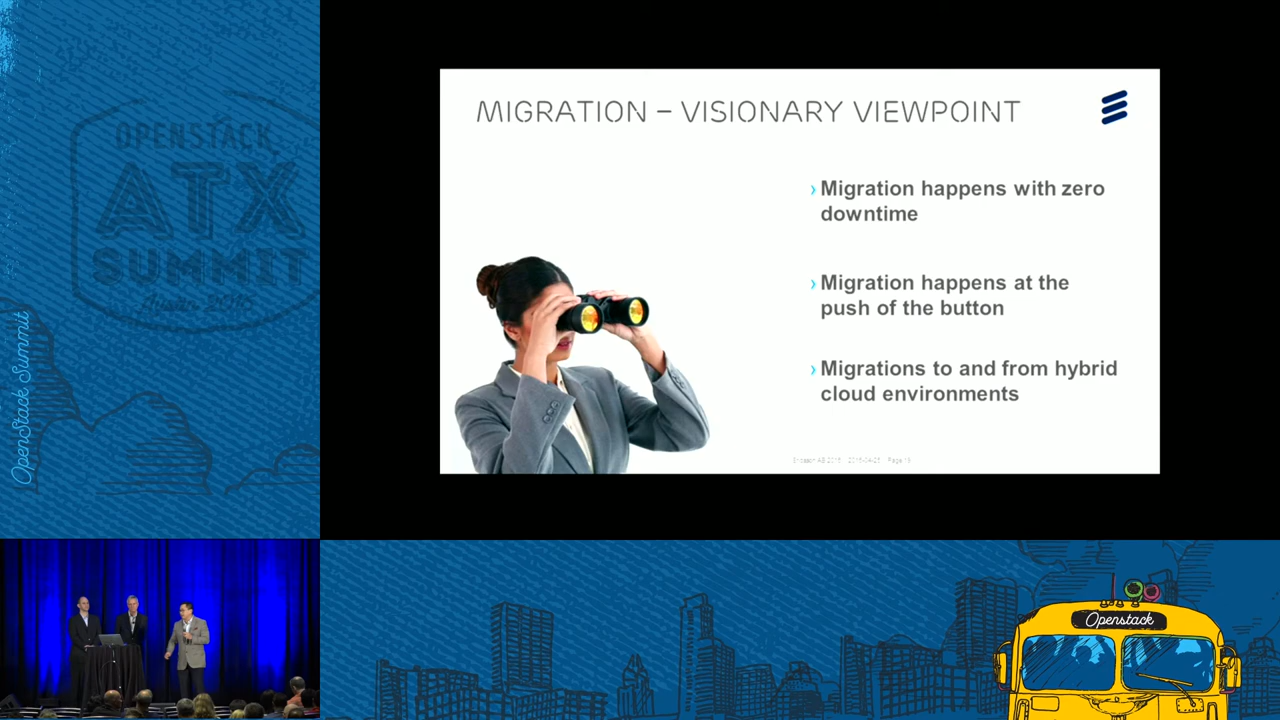 OPENSTACK
ATX
SUMMIT
OpenStack Summit
MIGRATION – VISIONARY VIEWPOINT
› Migration happens with zero
downtime
› Migration happens at the
push of the button
› Migrations to and from hybrid
cloud environments
Openstack